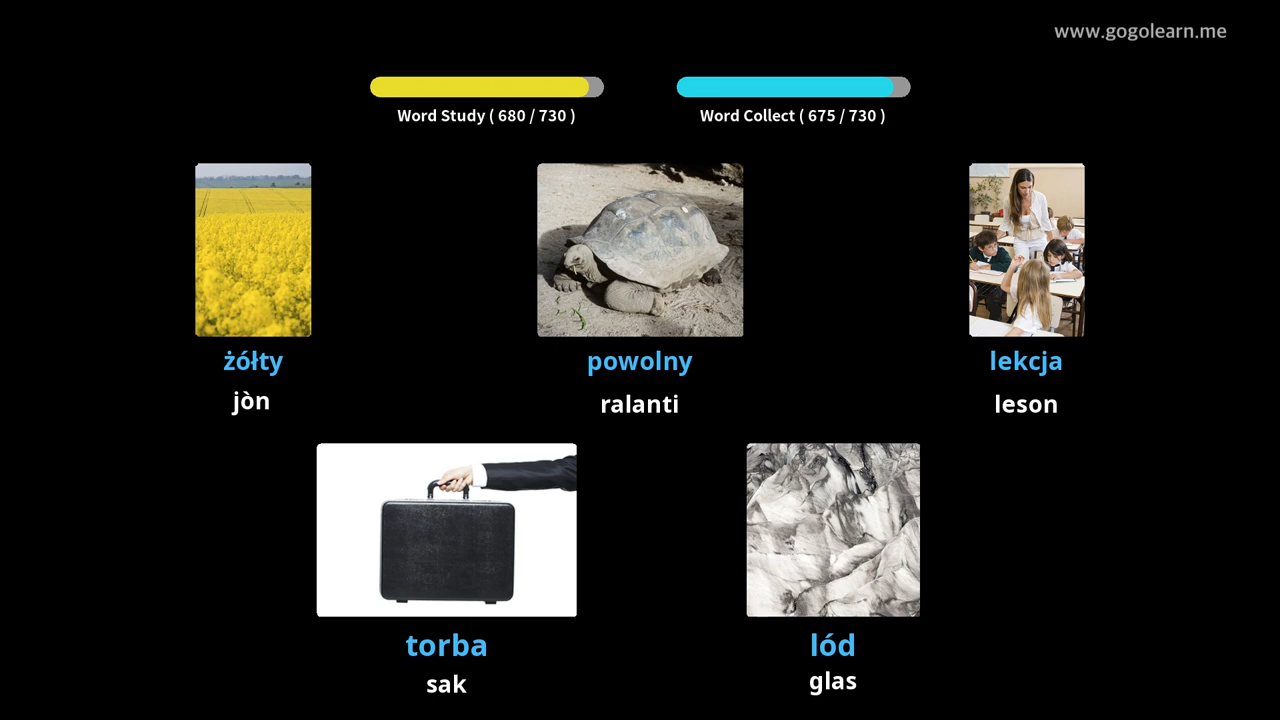 www.gogolearn.me
Word Study ( 680 / 730 )
Word Collect ( 675 / 730 )
żółty
jòn
powolny
ralanti
lekcja
leson
torba
sak
lód
glas